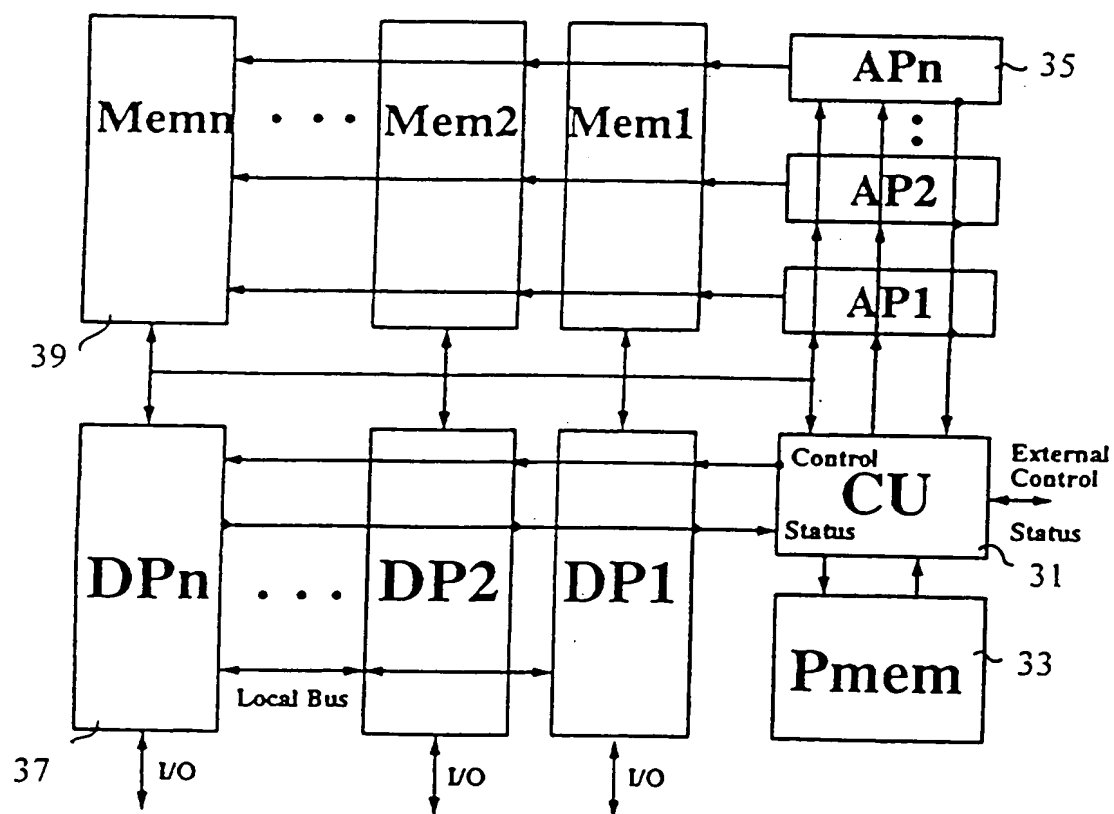 APn
35
Memn
• • •
Mem2
Mem1
AP2
AP1
39
Control
CU
Status
External
Control
Status
31
DPn
• • •
DP2
DP1
Pmem
33
Local Bus
37
I/O
I/O
I/O